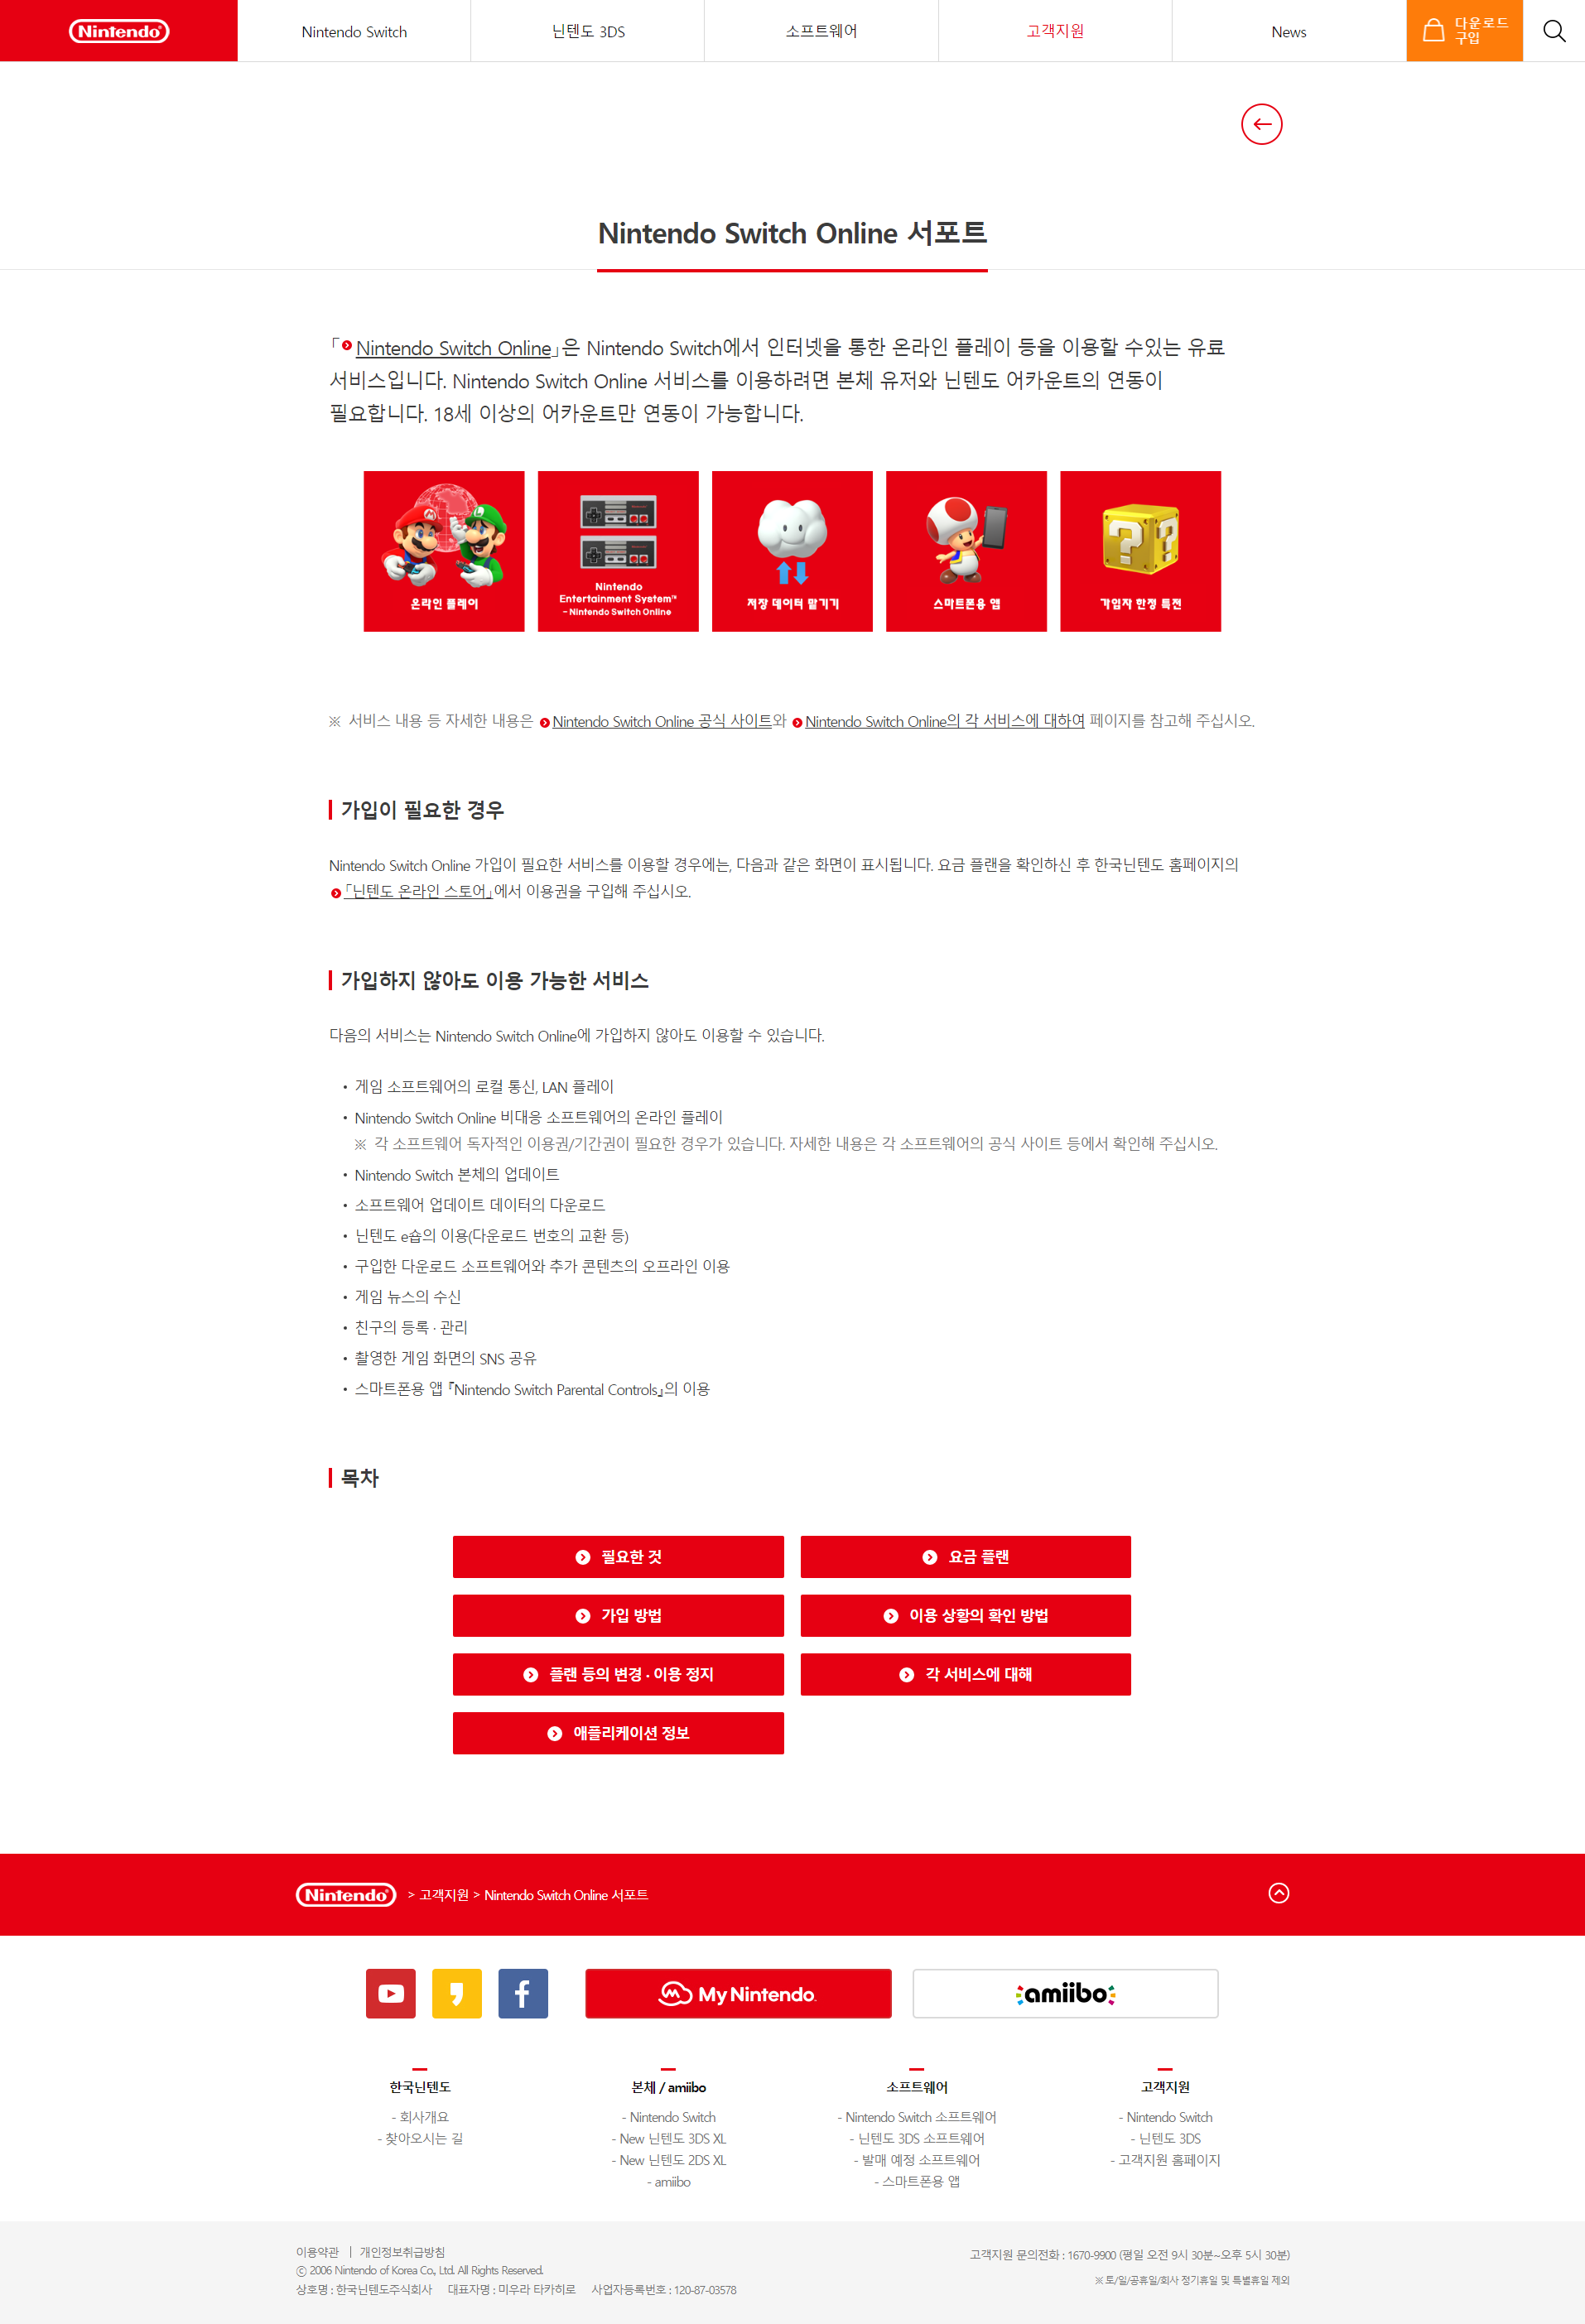 Nintendo
Nintendo Switch
닌텐도 3DS
소프트웨어
고객지원
News
다운로드
구입
Nintendo Switch Online 서포트
「Nintendo Switch Online」은 Nintendo Switch에서 인터넷을 통한 온라인 플레이 등을 이용할 수있는 유료
서비스입니다. Nintendo Switch Online 서비스를 이용하려면 본체 유저와 닌텐도 어카운트의 연동이
필요합니다. 18세 이상의 어카운트만 연동이 가능합니다.
온라인 플레이
Nintendo
Entertainment System™
– Nintendo Switch Online
저장 데이터 맡기기
스마트폰용 앱
가입자 한정 특전
※ 서비스 내용 등 자세한 내용은 Nintendo Switch Online 공식 사이트와 Nintendo Switch Online의 각 서비스에 대하여 페이지를 참고해 주십시오.
가입이 필요한 경우
Nintendo Switch Online 가입이 필요한 서비스를 이용할 경우에는, 다음과 같은 화면이 표시됩니다. 요금 플랜을 확인하신 후 한국닌텐도 홈페이지의
「닌텐도 온라인 스토어」에서 이용권을 구입해 주십시오.
가입하지 않아도 이용 가능한 서비스
다음의 서비스는 Nintendo Switch Online에 가입하지 않아도 이용할 수 있습니다.
• 게임 소프트웨어의 로컬 통신, LAN 플레이
• Nintendo Switch Online 비대응 소프트웨어의 온라인 플레이
※ 각 소프트웨어 독자적인 이용권/기간권이 필요한 경우가 있습니다. 자세한 내용은 각 소프트웨어의 공식 사이트 등에서 확인해 주십시오.
• Nintendo Switch 본체의 업데이트
• 소프트웨어 업데이트 데이터의 다운로드
• 닌텐도 e숍의 이용(다운로드 번호의 교환 등)
• 구입한 다운로드 소프트웨어와 추가 콘텐츠의 오프라인 이용
• 게임 뉴스의 수신
• 친구의 등록 · 관리
• 촬영한 게임 화면의 SNS 공유
• 스마트폰용 앱 『Nintendo Switch Parental Controls』의 이용
목차
필요한 것
요금 플랜
가입 방법
이용 상황의 확인 방법
플랜 등의 변경 · 이용 정지
각 서비스에 대해
애플리케이션 정보
Nintendo > 고객지원 > Nintendo Switch Online 서포트
My Nintendo
amiibo
한국닌텐도
- 회사개요
- 찾아오시는 길
본체 / amiibo
- Nintendo Switch
- New 닌텐도 3DS XL
- New 닌텐도 2DS XL
- amiibo
소프트웨어
- Nintendo Switch 소프트웨어
- 닌텐도 3DS 소프트웨어
- 발매 예정 소프트웨어
- 스마트폰용 앱
고객지원
- Nintendo Switch
- 닌텐도 3DS
- 고객지원 홈페이지
이용약관 | 개인정보취급방침
ⓒ 2006 Nintendo of Korea Co., Ltd. All Rights Reserved.
상호명 : 한국닌텐도주식회사 대표자명 : 미우라 타카히로 사업자등록번호 : 120-87-03578
고객지원 문의전화 : 1670-9900 (평일 오전 9시 30분~오후 5시 30분)
※ 토/일/공휴일/회사 정기휴일 및 특별휴일 제외